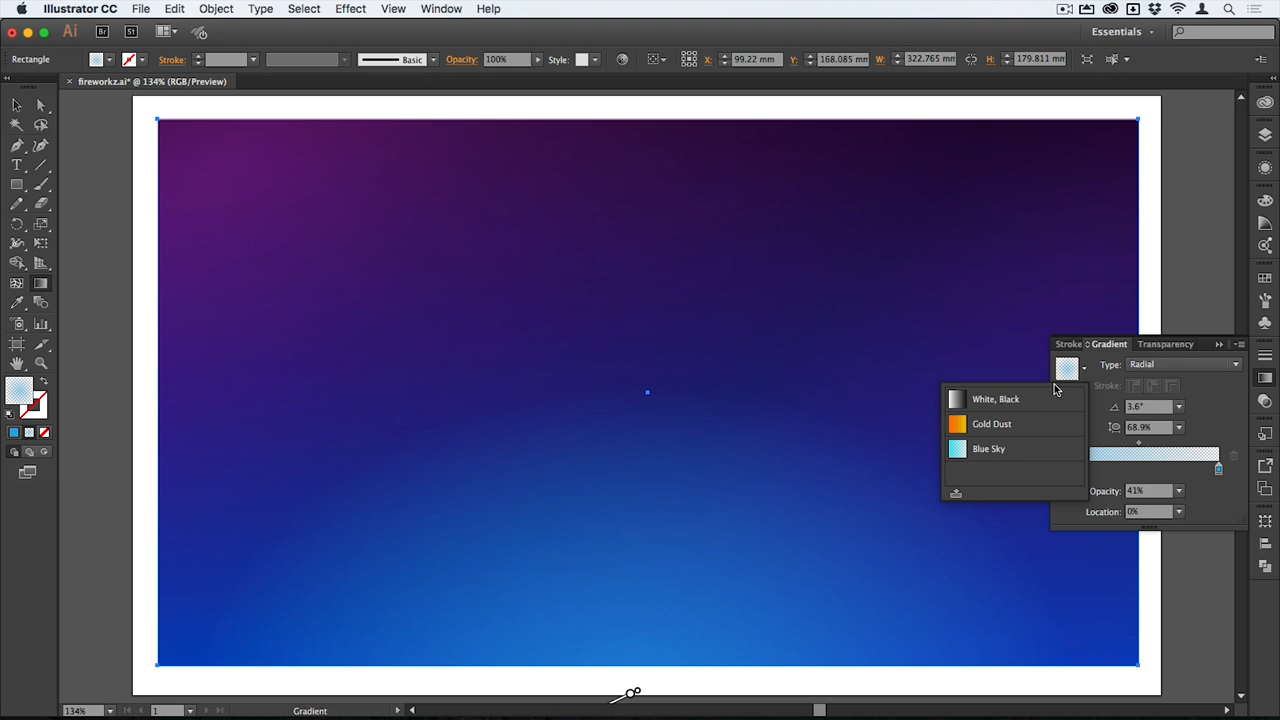 Illustrator CC File Edit Object Type Select Effect View Window Help
Ai Br St Essentials
Rectangle Stroke: Basic Opacity: 100% Style: X: 99.22 mm Y: 168.085 mm W: 322.765 mm H: 179.811 mm
× fireworkz.ai* @ 134% (RGB/Preview)
Stroke Gradient Transparency
Type: Radial
Stroke:
White, Black
3.6°
Gold Dust
68.9%
Blue Sky
Opacity: 41%
Location: 0%
134% 1 Gradient